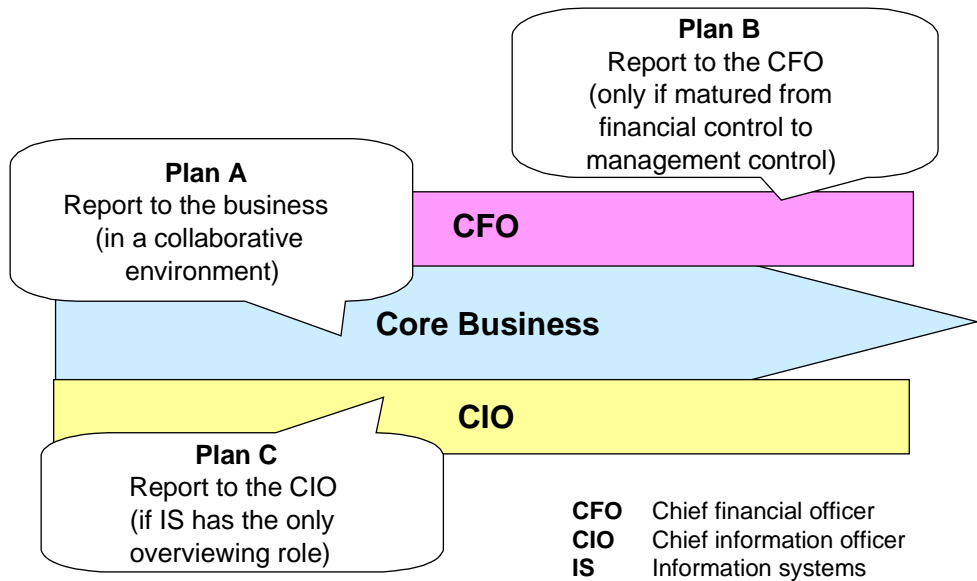 Plan B
Report to the CFO
(only if matured from
financial control to
management control)
Plan A
Report to the business
(in a collaborative
environment)
CFO
Core Business
CIO
Plan C
Report to the CIO
(if IS has the only
overviewing role)
CFO Chief financial officer
CIO Chief information officer
IS Information systems